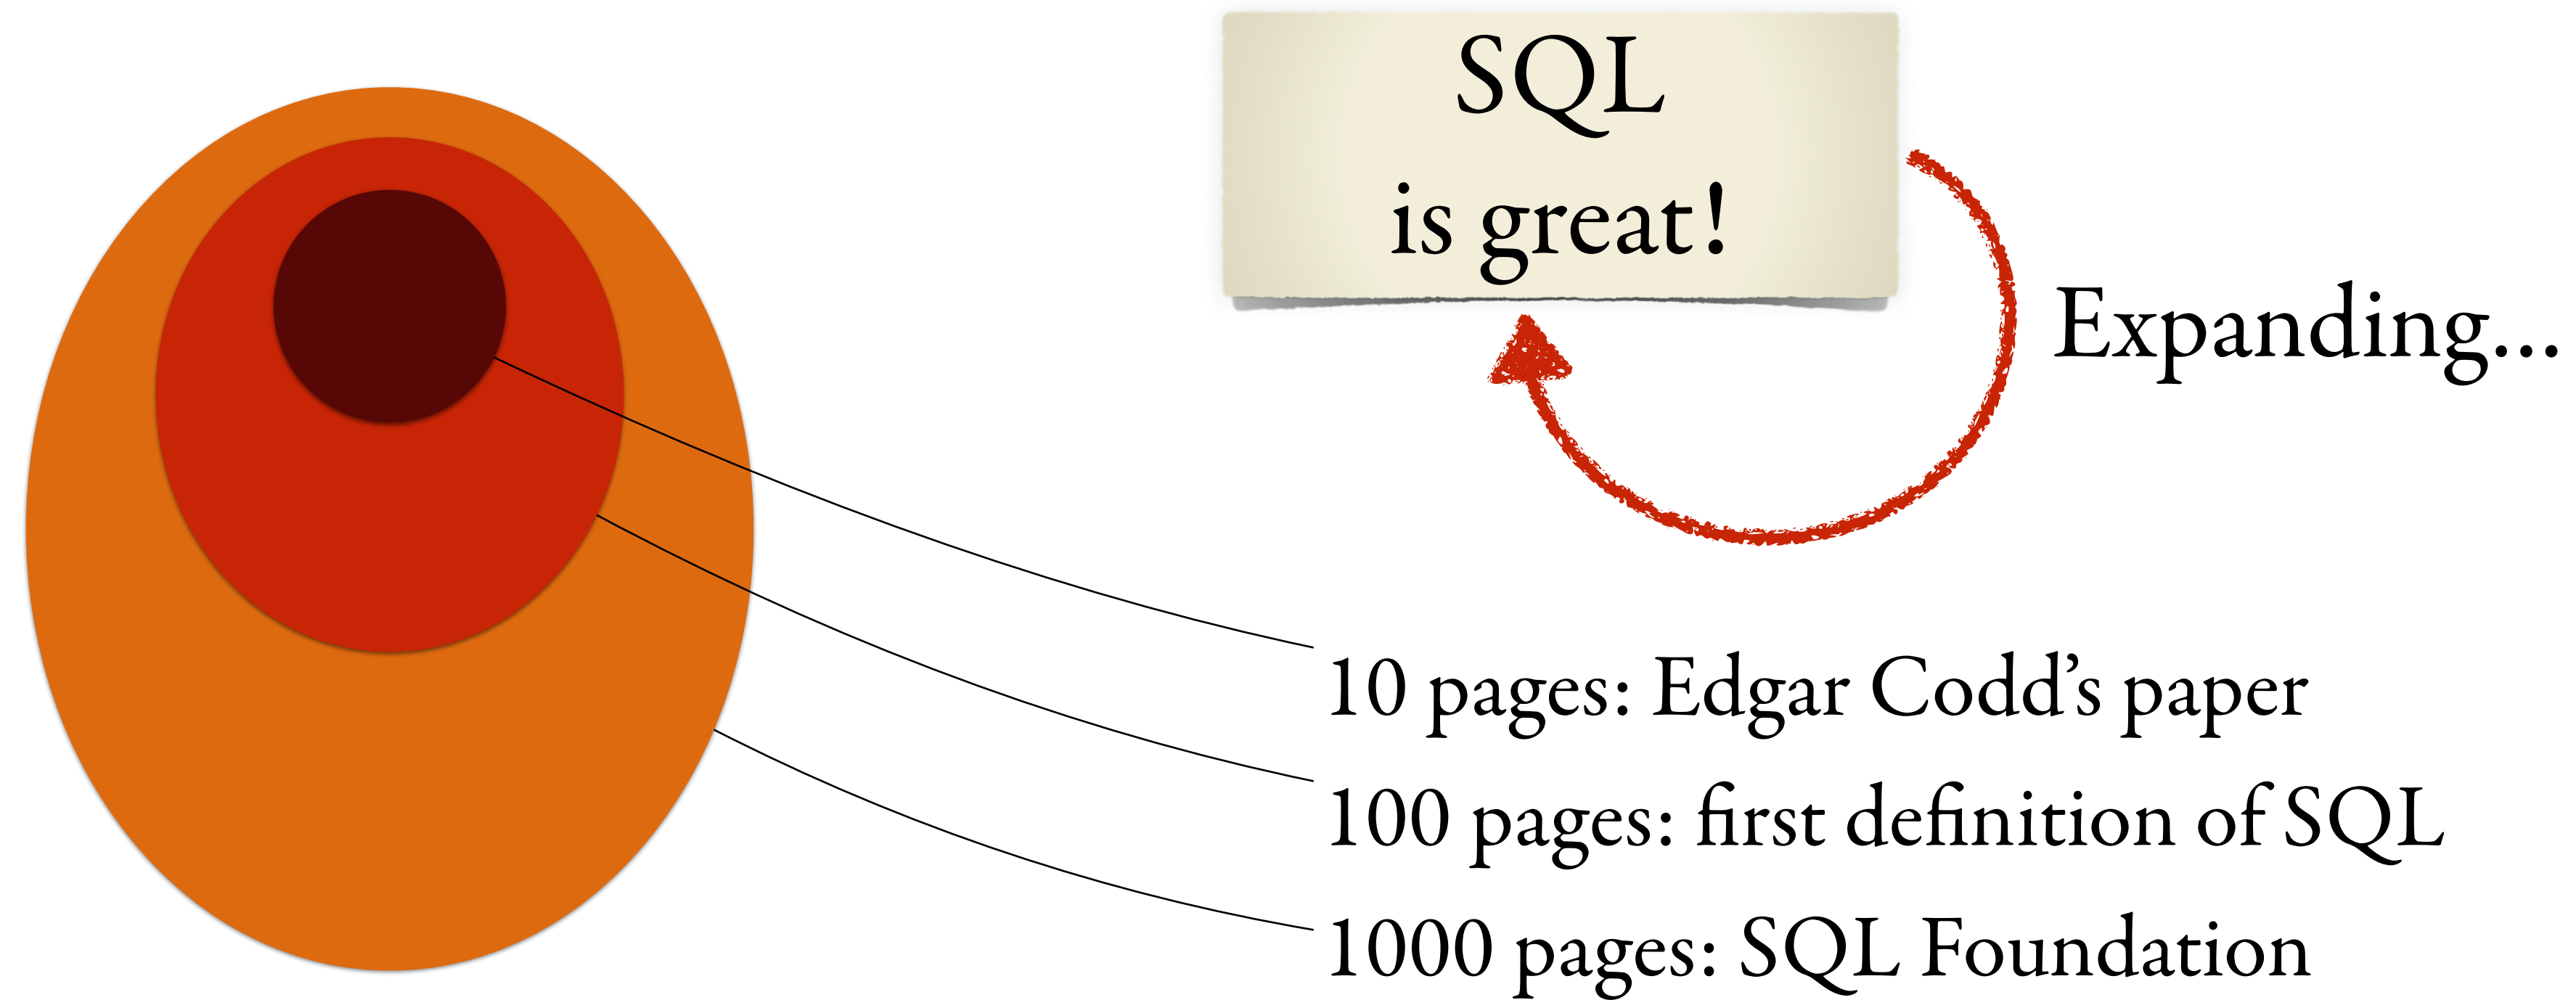 SQL
is great!
Expanding...
10 pages: Edgar Codd’s paper
100 pages: first definition of SQL
1000 pages: SQL Foundation